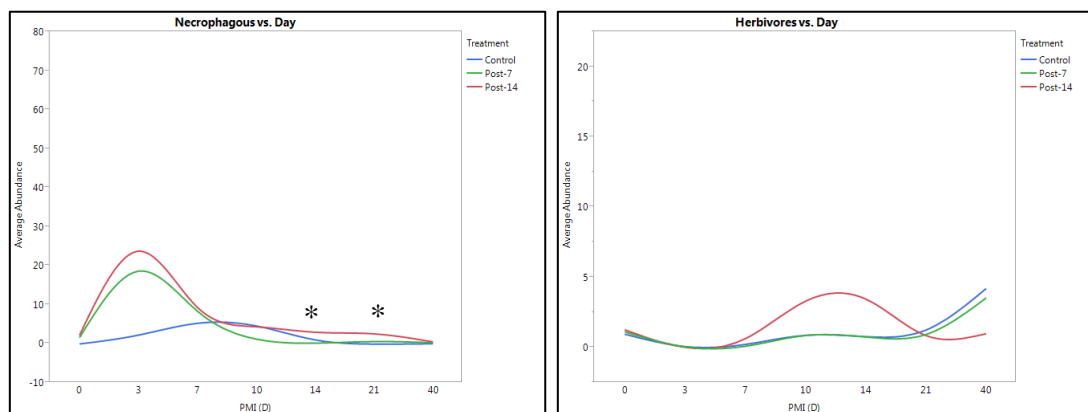 Necrophagous vs. Day
80
70
60
50
40
30
20
10
0
-10
Average Abundance
0 3 7 10 14 21 40
PMI (D)
* *
Treatment
Control
Post-7
Post-14
Herbivores vs. Day
20
15
10
5
0
Average Abundance
0 3 7 10 14 21 40
PMI (D)
Treatment
Control
Post-7
Post-14